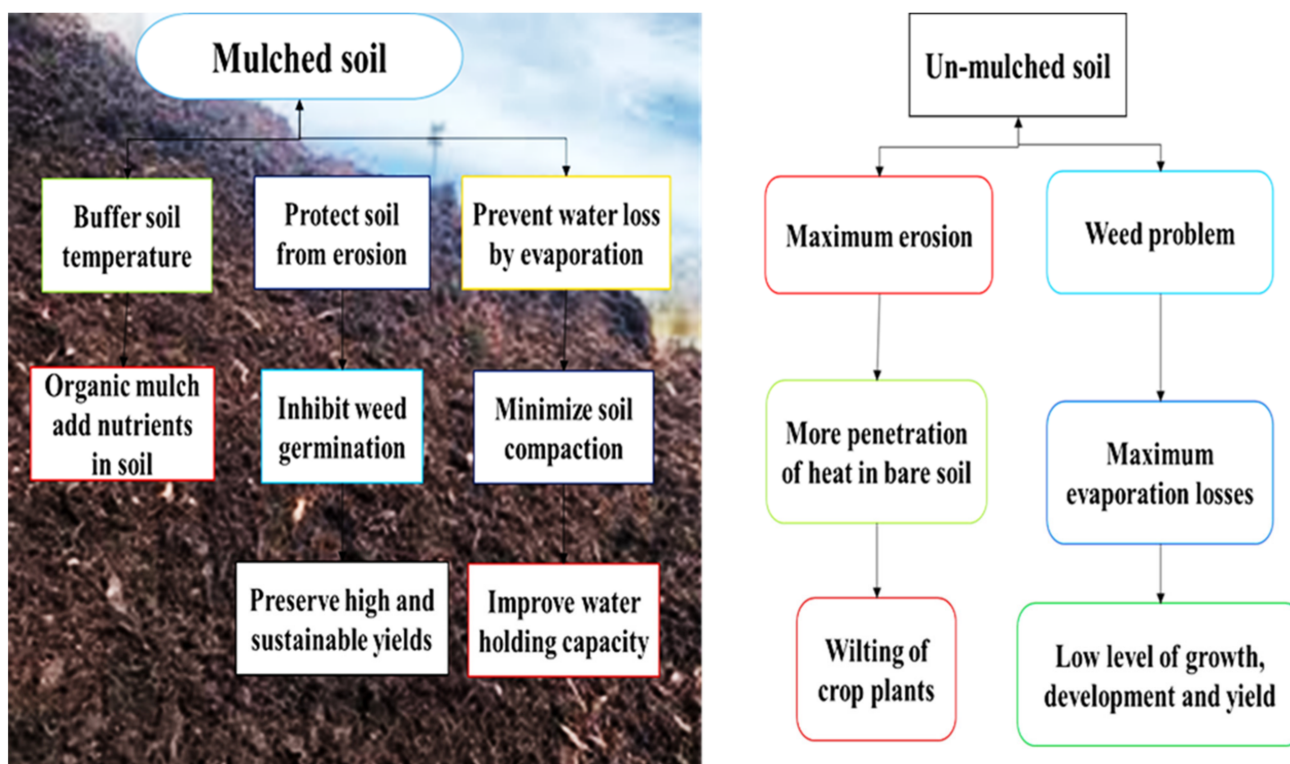 Mulched soil
Buffer soil
temperature
Protect soil
from erosion
Prevent water loss
by evaporation
Organic mulch
add nutrients
in soil
Inhibit weed
germination
Minimize soil
compaction
Preserve high and
sustainable yields
Improve water
holding capacity
Un-mulched soil
Maximum erosion
Weed problem
More penetration
of heat in bare soil
Maximum
evaporation losses
Wilting of
crop plants
Low level of growth,
development and yield